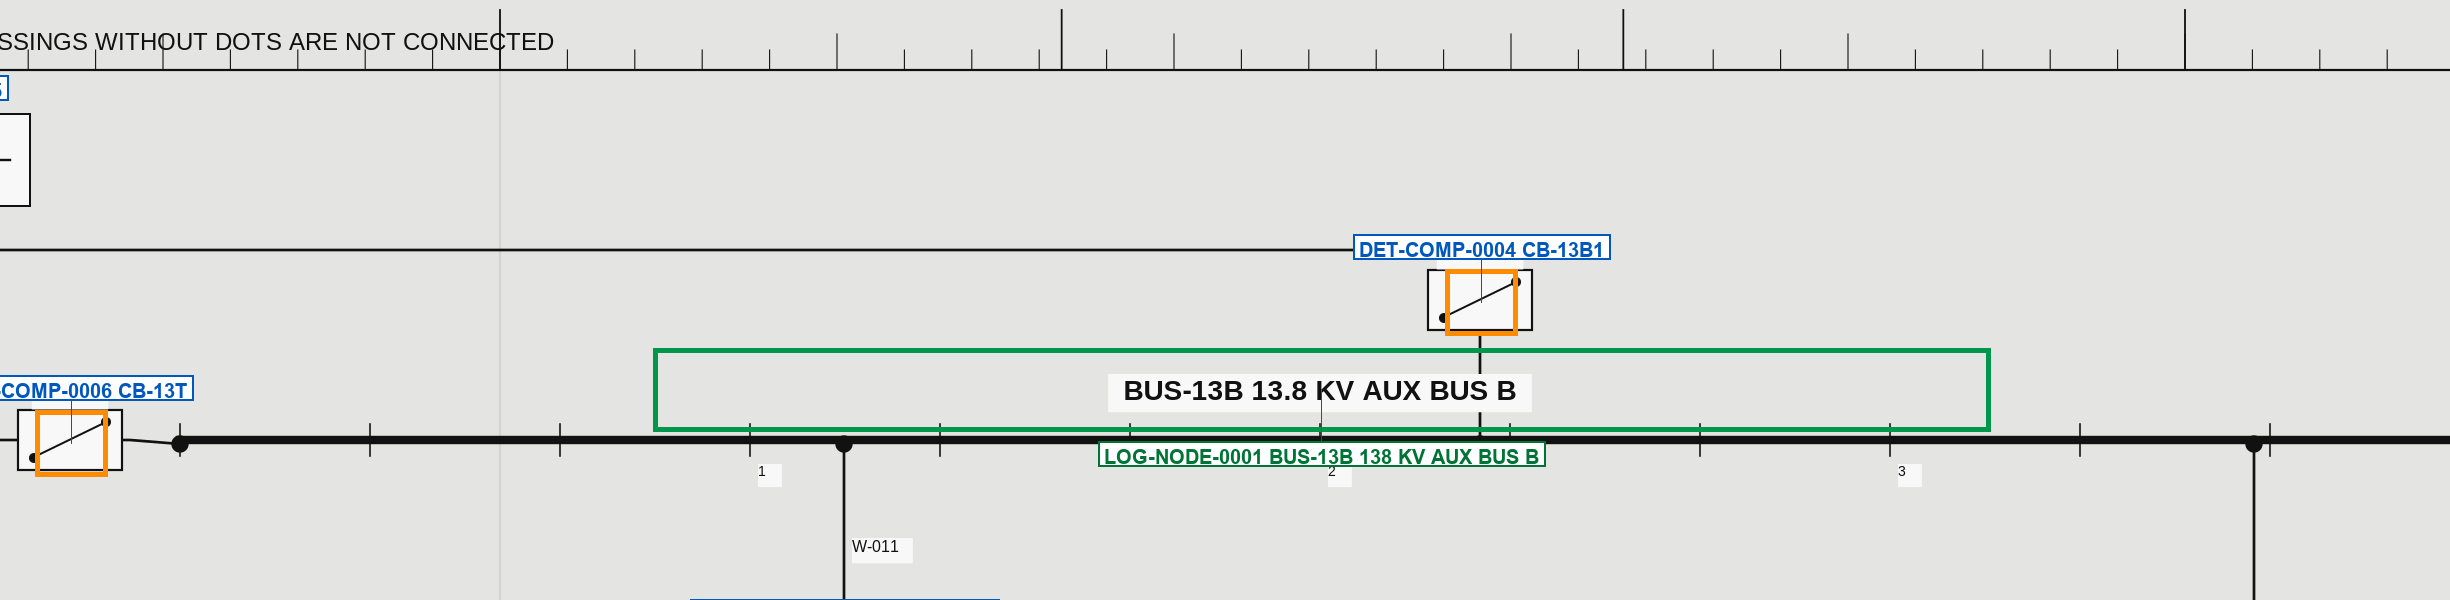 SSINGS WITHOUT DOTS ARE NOT CONNECTED
DET-COMP-0004 CB-13B1
-COMP-0006 CB-13T
BUS-13B 13.8 KV AUX BUS B
LOG-NODE-0001 BUS-13B 138 KV AUX BUS B
1
2
3
W-011